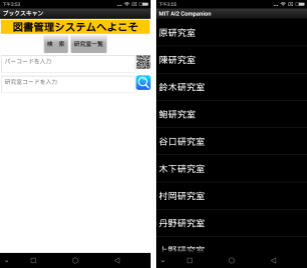 下午3:53
ブックスキャン
図書管理システムへようこそ
検 索 研究室一覧
バーコードを入力
研究室コードを入力
下午3:53
MIT AI2 Companion
原研究室
陳研究室
鈴木研究室
鮑研究室
谷口研究室
木下研究室
村岡研究室
丹野研究室
上野研究室